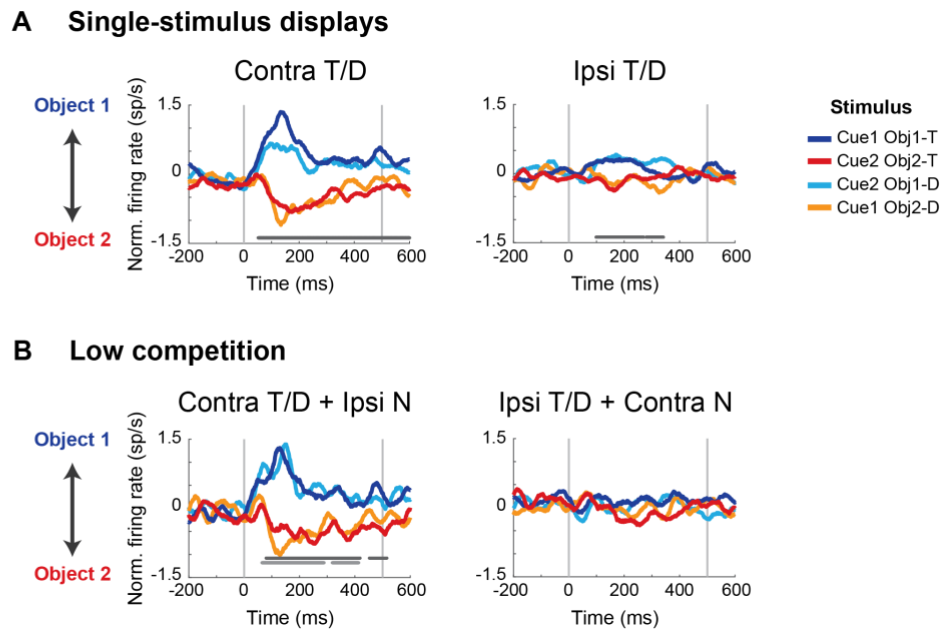 A Single-stimulus displays
Contra T/D
Ipsi T/D
Object 1
Object 2
Norm. firing rate (sp/s)
1.5
0
-1.5
-200 0 200 400 600
Time (ms)
1.5
0
-1.5
-200 0 200 400 600
Time (ms)
Stimulus
Cue1 Obj1-T
Cue2 Obj2-T
Cue2 Obj1-D
Cue1 Obj2-D
B Low competition
Contra T/D + Ipsi N
Ipsi T/D + Contra N
Object 1
Object 2
Norm. firing rate (sp/s)
1.5
0
-1.5
-200 0 200 400 600
Time (ms)
1.5
0
-1.5
-200 0 200 400 600
Time (ms)